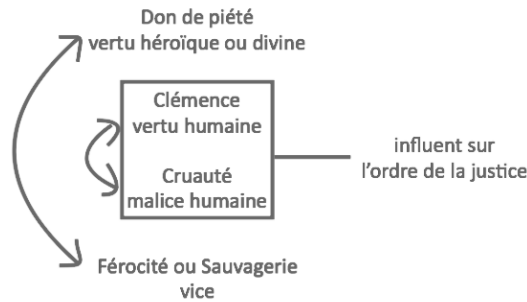 Don de piété
vertu héroïque ou divine
Clémence
vertu humaine
Cruauté
malice humaine
influent sur
l'ordre de la justice
Férocité ou Sauvagerie
vice